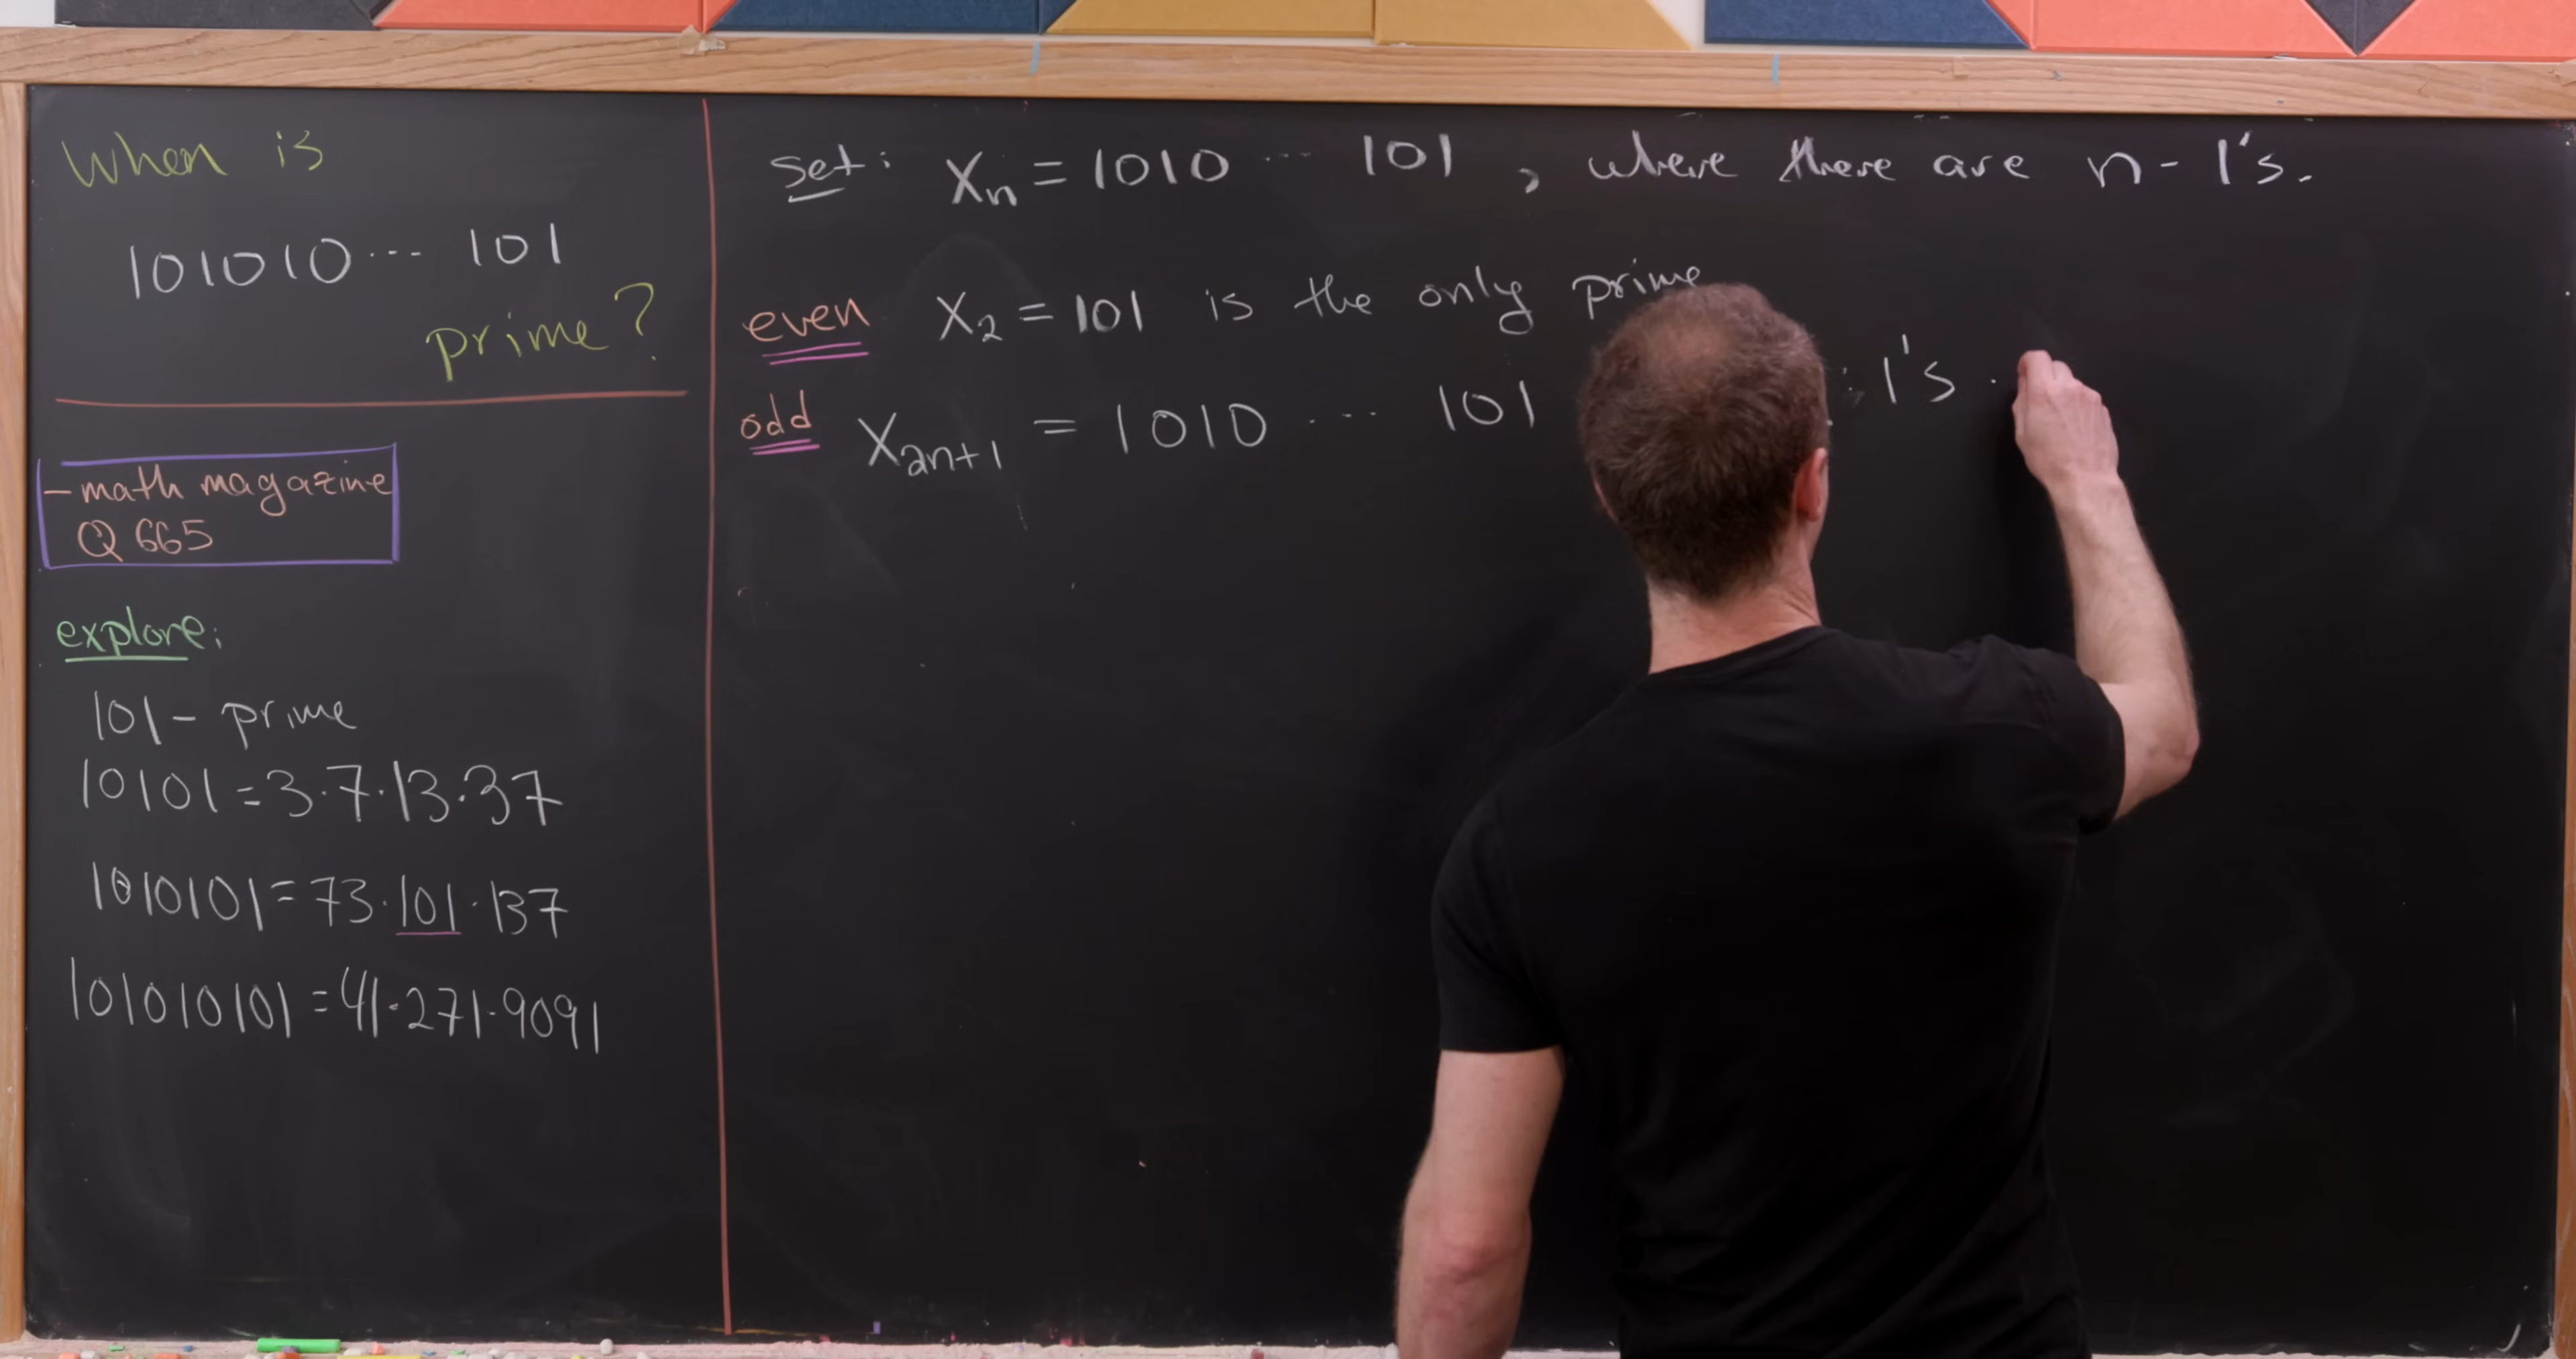 When is
101010 ... 101
prime?
- math magazine
Q 665
explore:
101 - prime
10101 = 3·7·13·37
1010101 = 73·101·137
101010101 = 41·271·9091
set: Xₙ = 1010 ... 101 , where there are n - 1's.
even X₂ = 101 is the only prime
odd X₂ₙ₊₁ = 1010 ... 101 1's